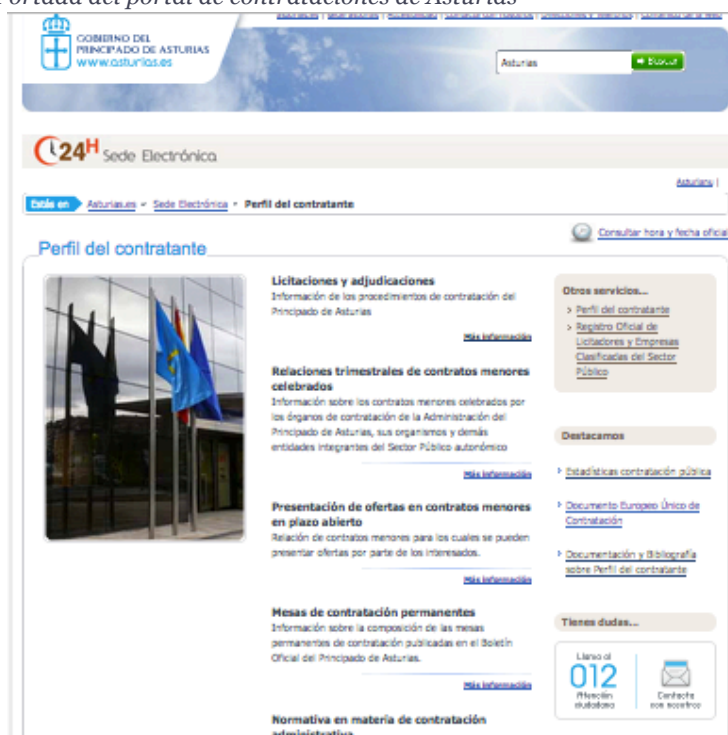 Portada del portal de contrataciones de Asturias
GOBIERNO DEL
PRINCIPADO DE ASTURIAS
www.asturias.es
Asturias
Buscar
24H Sede Electrónica
Asturianu |
Estás en
Asturias.es
Sede Electrónica
Perfil del contratante
Consultar hora y fecha oficial
Perfil del contratante
Licitaciones y adjudicaciones
Información de los procedimientos de contratación del
Principado de Asturias
Más información
Relaciones trimestrales de contratos menores
celebrados
Información sobre los contratos menores celebrados por
los órganos de contratación de la Administración del
Principado de Asturias, sus organismos y demás
entidades integrantes del Sector Público autonómico
Más información
Presentación de ofertas en contratos menores
en plazo abierto
Relación de contratos menores para los cuales se pueden
presentar ofertas por parte de los interesados.
Más información
Mesas de contratación permanentes
Información sobre la composición de las mesas
permanentes de contratación publicadas en el Boletín
Oficial del Principado de Asturias.
Más información
Normativa en materia de contratación
administrativa
Otros servicios...
> Perfil del contratante
> Registro Oficial de
Licitadores y Empresas
Clasificadas del Sector
Público
Destacamos
Estadísticas contratación pública
Documento Europeo Único de
Contratación
Documentación y Bibliografía
sobre Perfil del contratante
Tienes dudas...
Llama al
012
Atención
ciudadana
Contacta
con nosotros